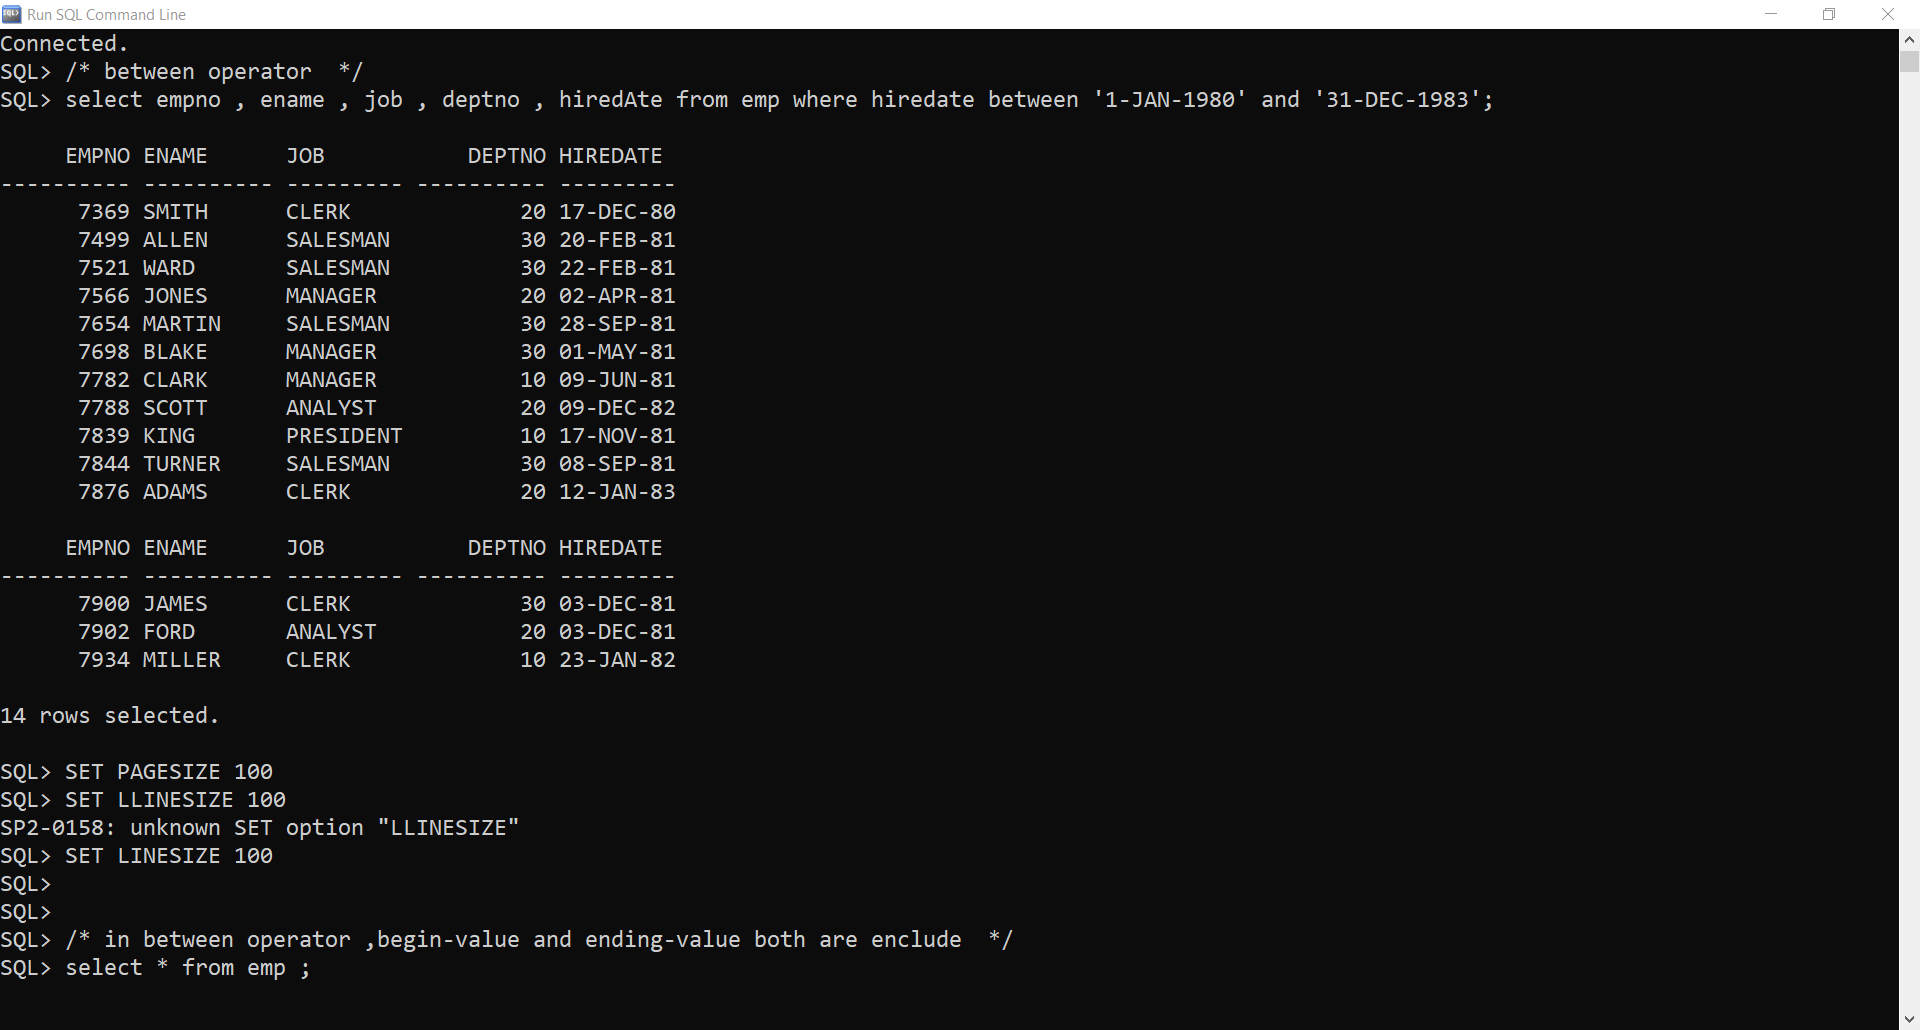 Run SQL Command Line
Connected.
SQL> /* between operator  */
SQL> select empno , ename , job , deptno , hiredAte from emp where hiredate between '1-JAN-1980' and '31-DEC-1983';

     EMPNO ENAME      JOB           DEPTNO HIREDATE
---------- ---------- --------- ---------- ---------
      7369 SMITH      CLERK             20 17-DEC-80
      7499 ALLEN      SALESMAN          30 20-FEB-81
      7521 WARD       SALESMAN          30 22-FEB-81
      7566 JONES      MANAGER           20 02-APR-81
      7654 MARTIN     SALESMAN          30 28-SEP-81
      7698 BLAKE      MANAGER           30 01-MAY-81
      7782 CLARK      MANAGER           10 09-JUN-81
      7788 SCOTT      ANALYST           20 09-DEC-82
      7839 KING       PRESIDENT         10 17-NOV-81
      7844 TURNER     SALESMAN          30 08-SEP-81
      7876 ADAMS      CLERK             20 12-JAN-83

     EMPNO ENAME      JOB           DEPTNO HIREDATE
---------- ---------- --------- ---------- ---------
      7900 JAMES      CLERK             30 03-DEC-81
      7902 FORD       ANALYST           20 03-DEC-81
      7934 MILLER     CLERK             10 23-JAN-82

14 rows selected.

SQL> SET PAGESIZE 100
SQL> SET LLINESIZE 100
SP2-0158: unknown SET option "LLINESIZE"
SQL> SET LINESIZE 100
SQL>
SQL>
SQL> /* in between operator ,begin-value and ending-value both are enclude  */
SQL> select * from emp ;